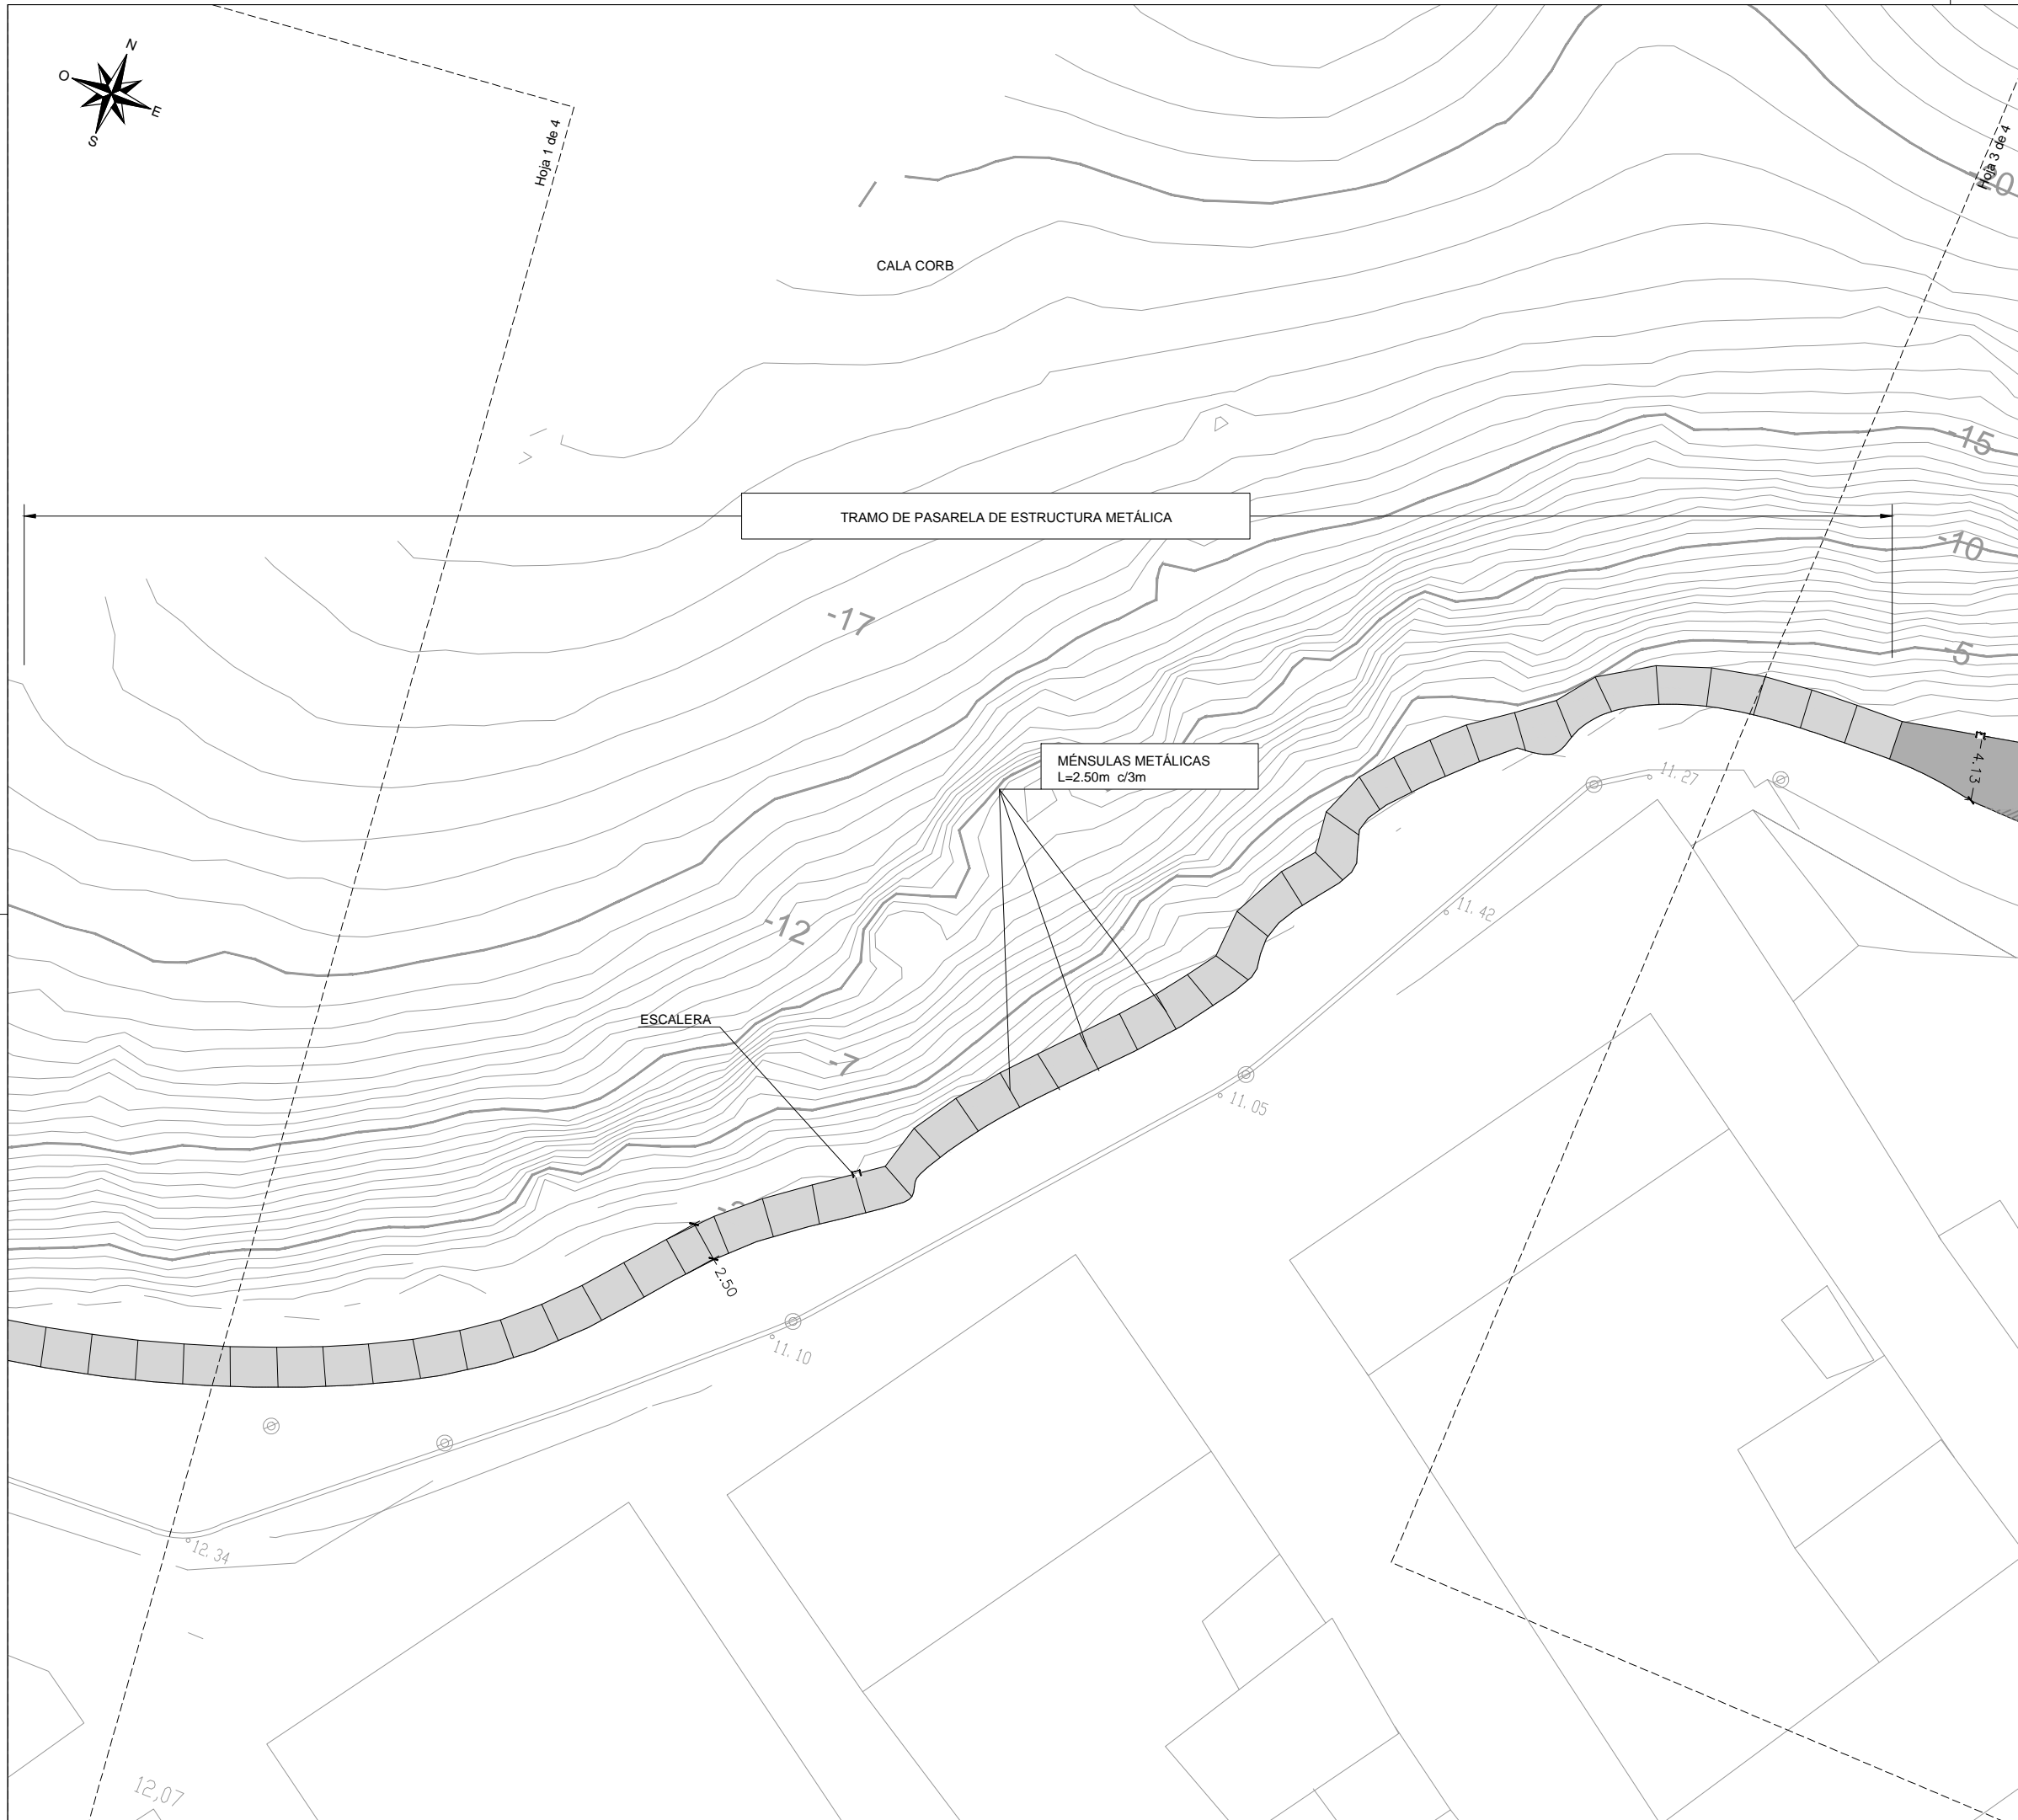 N
O
E
S
Hoja 1 de 4
Hoja 3 de 4
CALA CORB
-15
TRAMO DE PASARELA DE ESTRUCTURA METÁLICA
-10
-17
-5
MÉNSULAS METÁLICAS
L=2.50m c/3m
4.13
11.27
11.42
-12
ESCALERA
-7
11.05
2.50
11.10
12.34
12,07